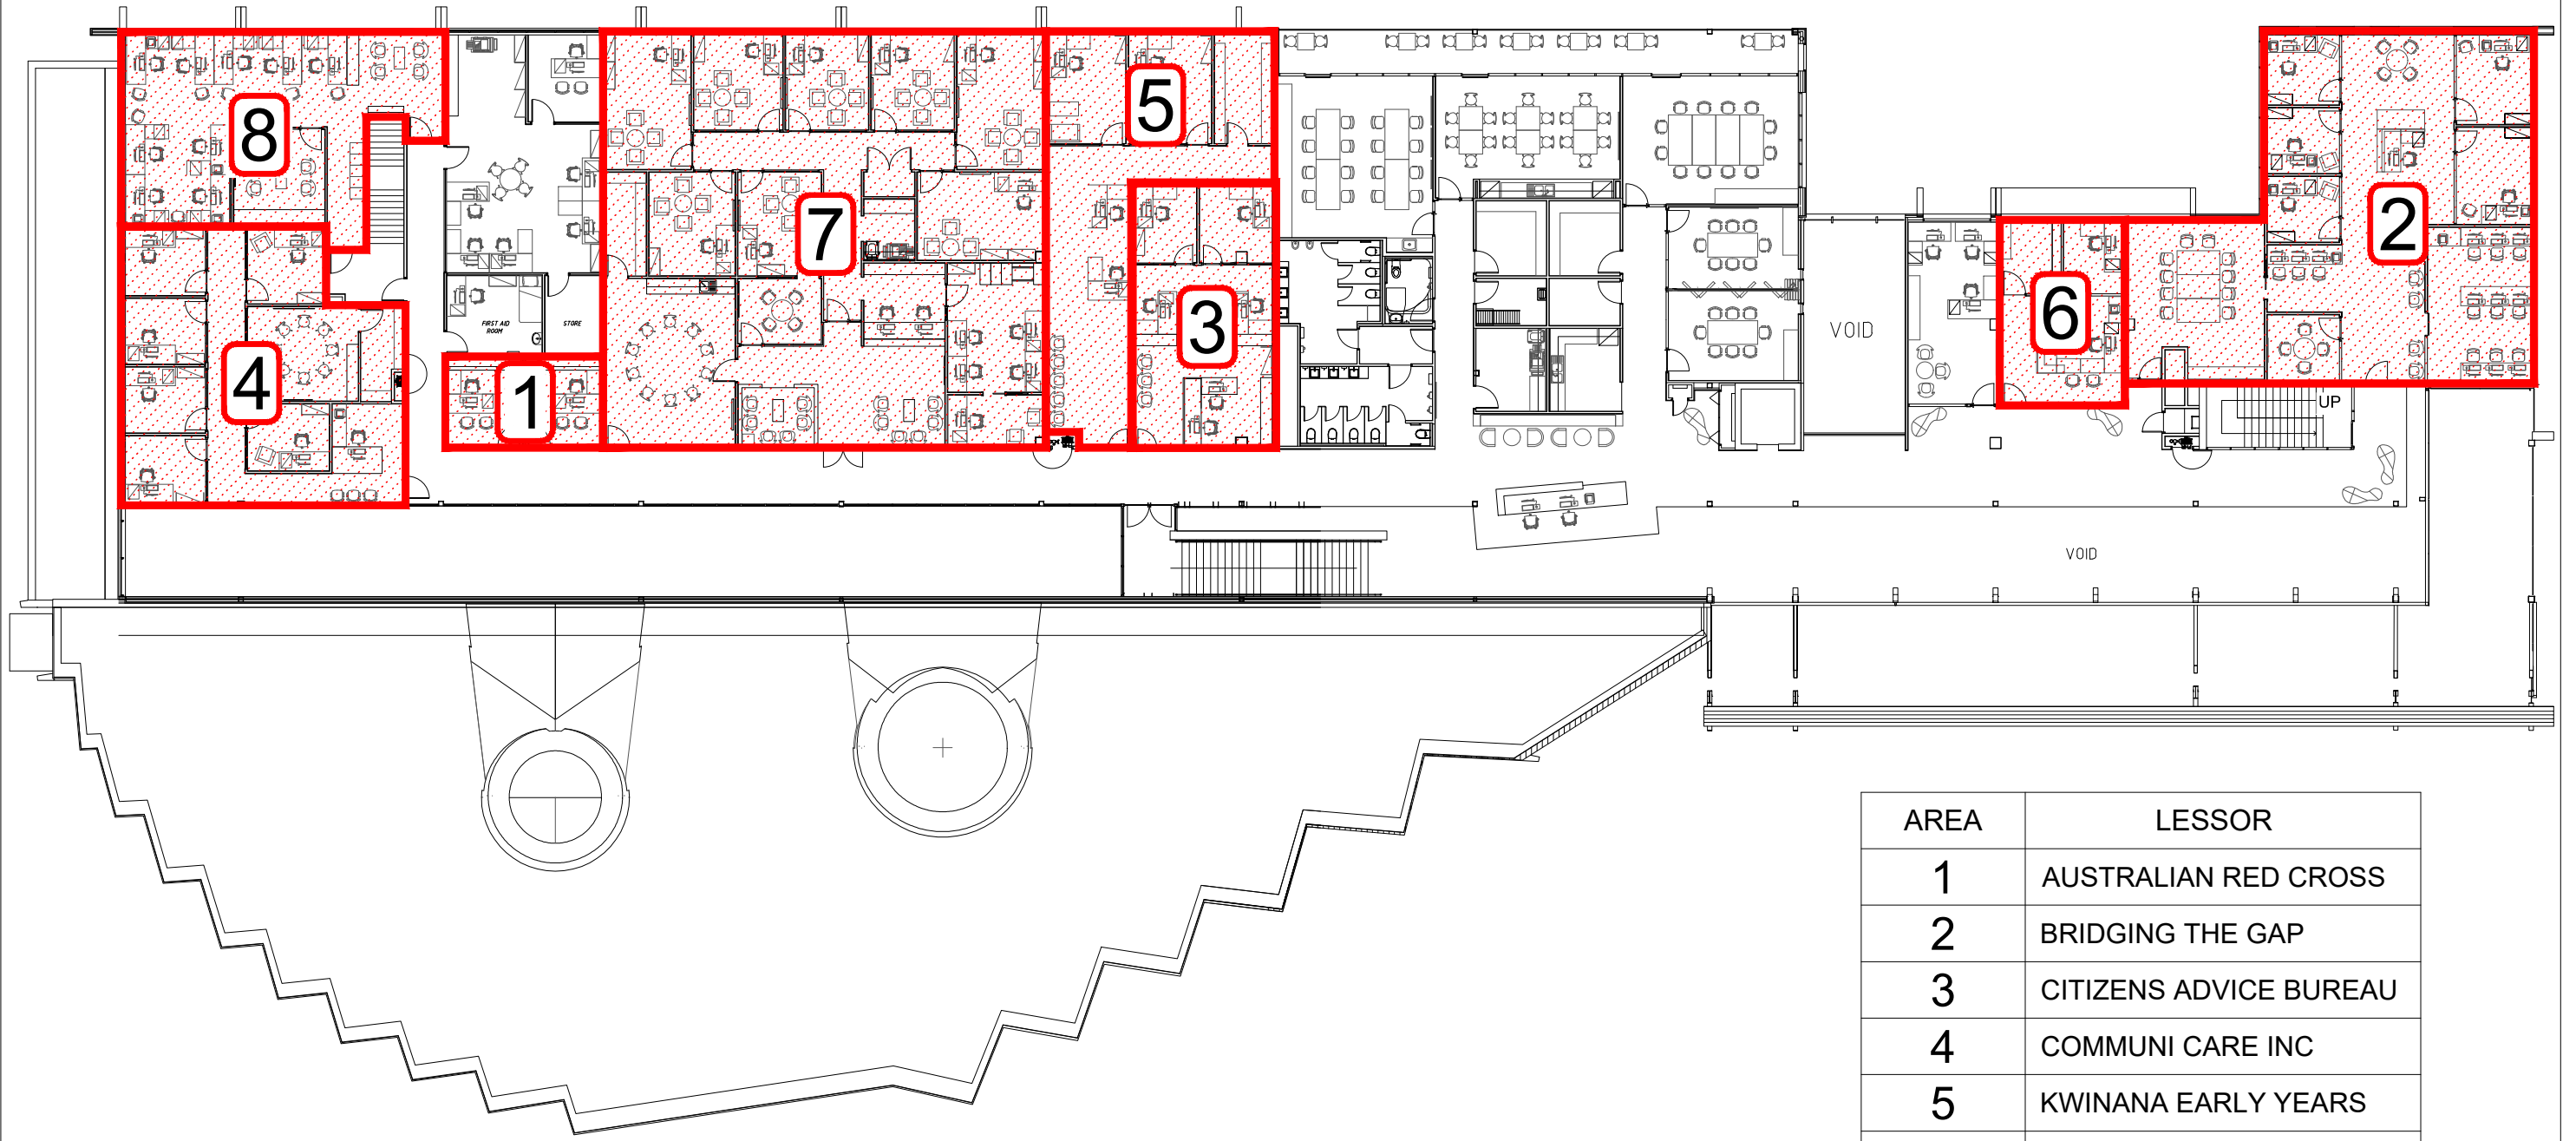 8
5
2
7
6
3
4
1
FIRST AID
ROOM
STORE
VOID
UP
VOID
AREA LESSOR
1 AUSTRALIAN RED CROSS
2 BRIDGING THE GAP
3 CITIZENS ADVICE BUREAU
4 COMMUNI CARE INC
5 KWINANA EARLY YEARS